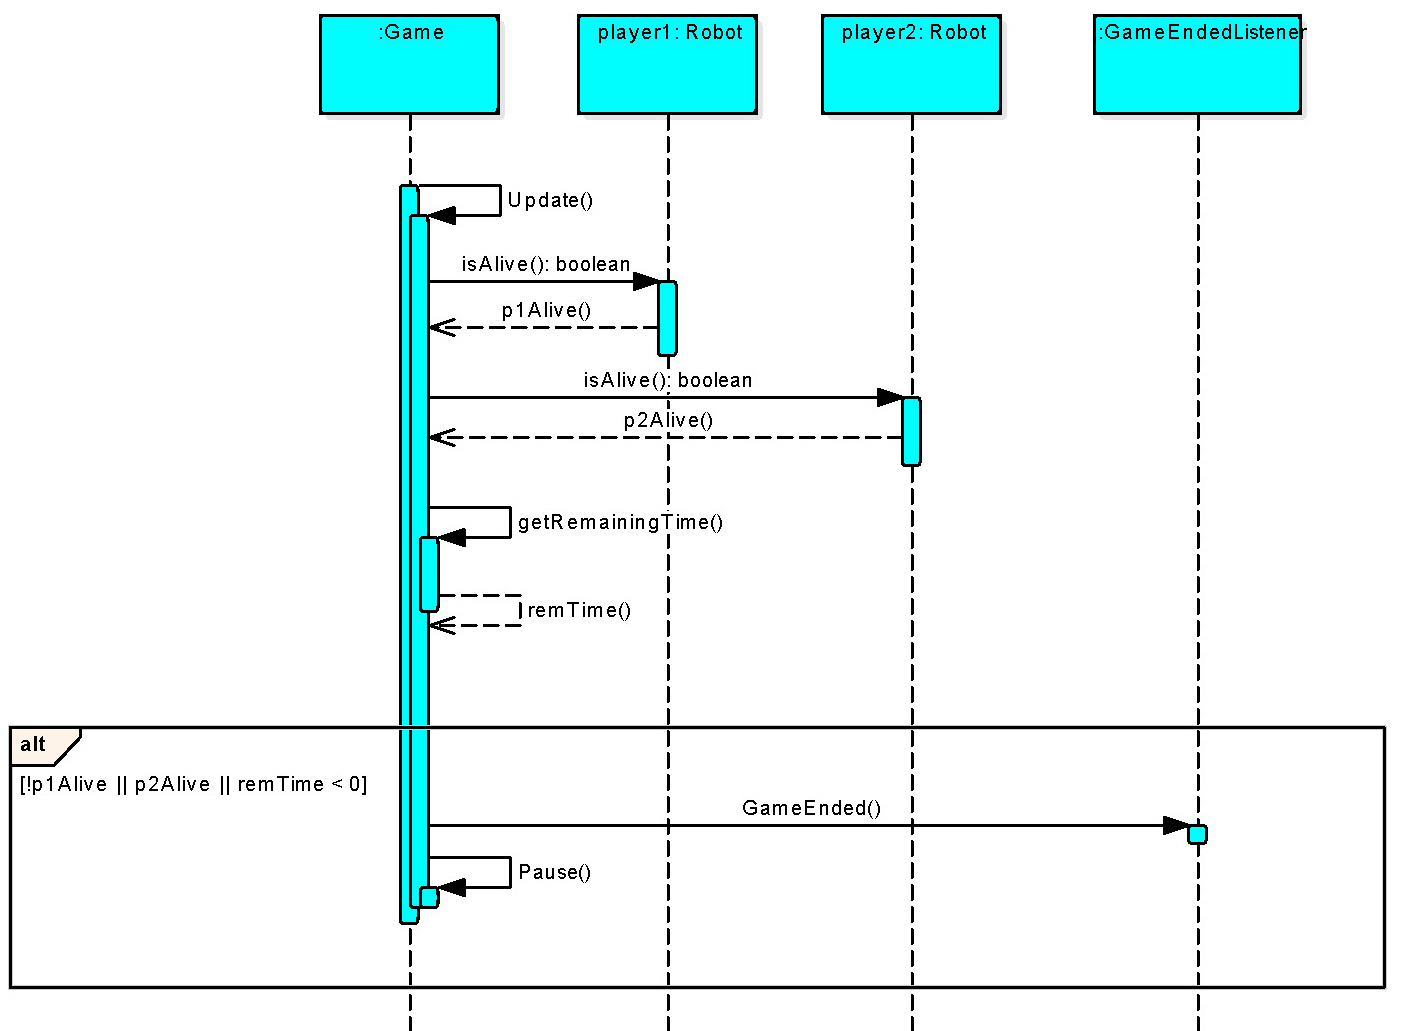 :Game
player1: Robot
player2: Robot
:GameEndedListener
Update()
isAlive(): boolean
p1Alive()
isAlive(): boolean
p2Alive()
getRemainingTime()
remTime()
alt
[!p1Alive || p2Alive || remTime < 0]
GameEnded()
Pause()